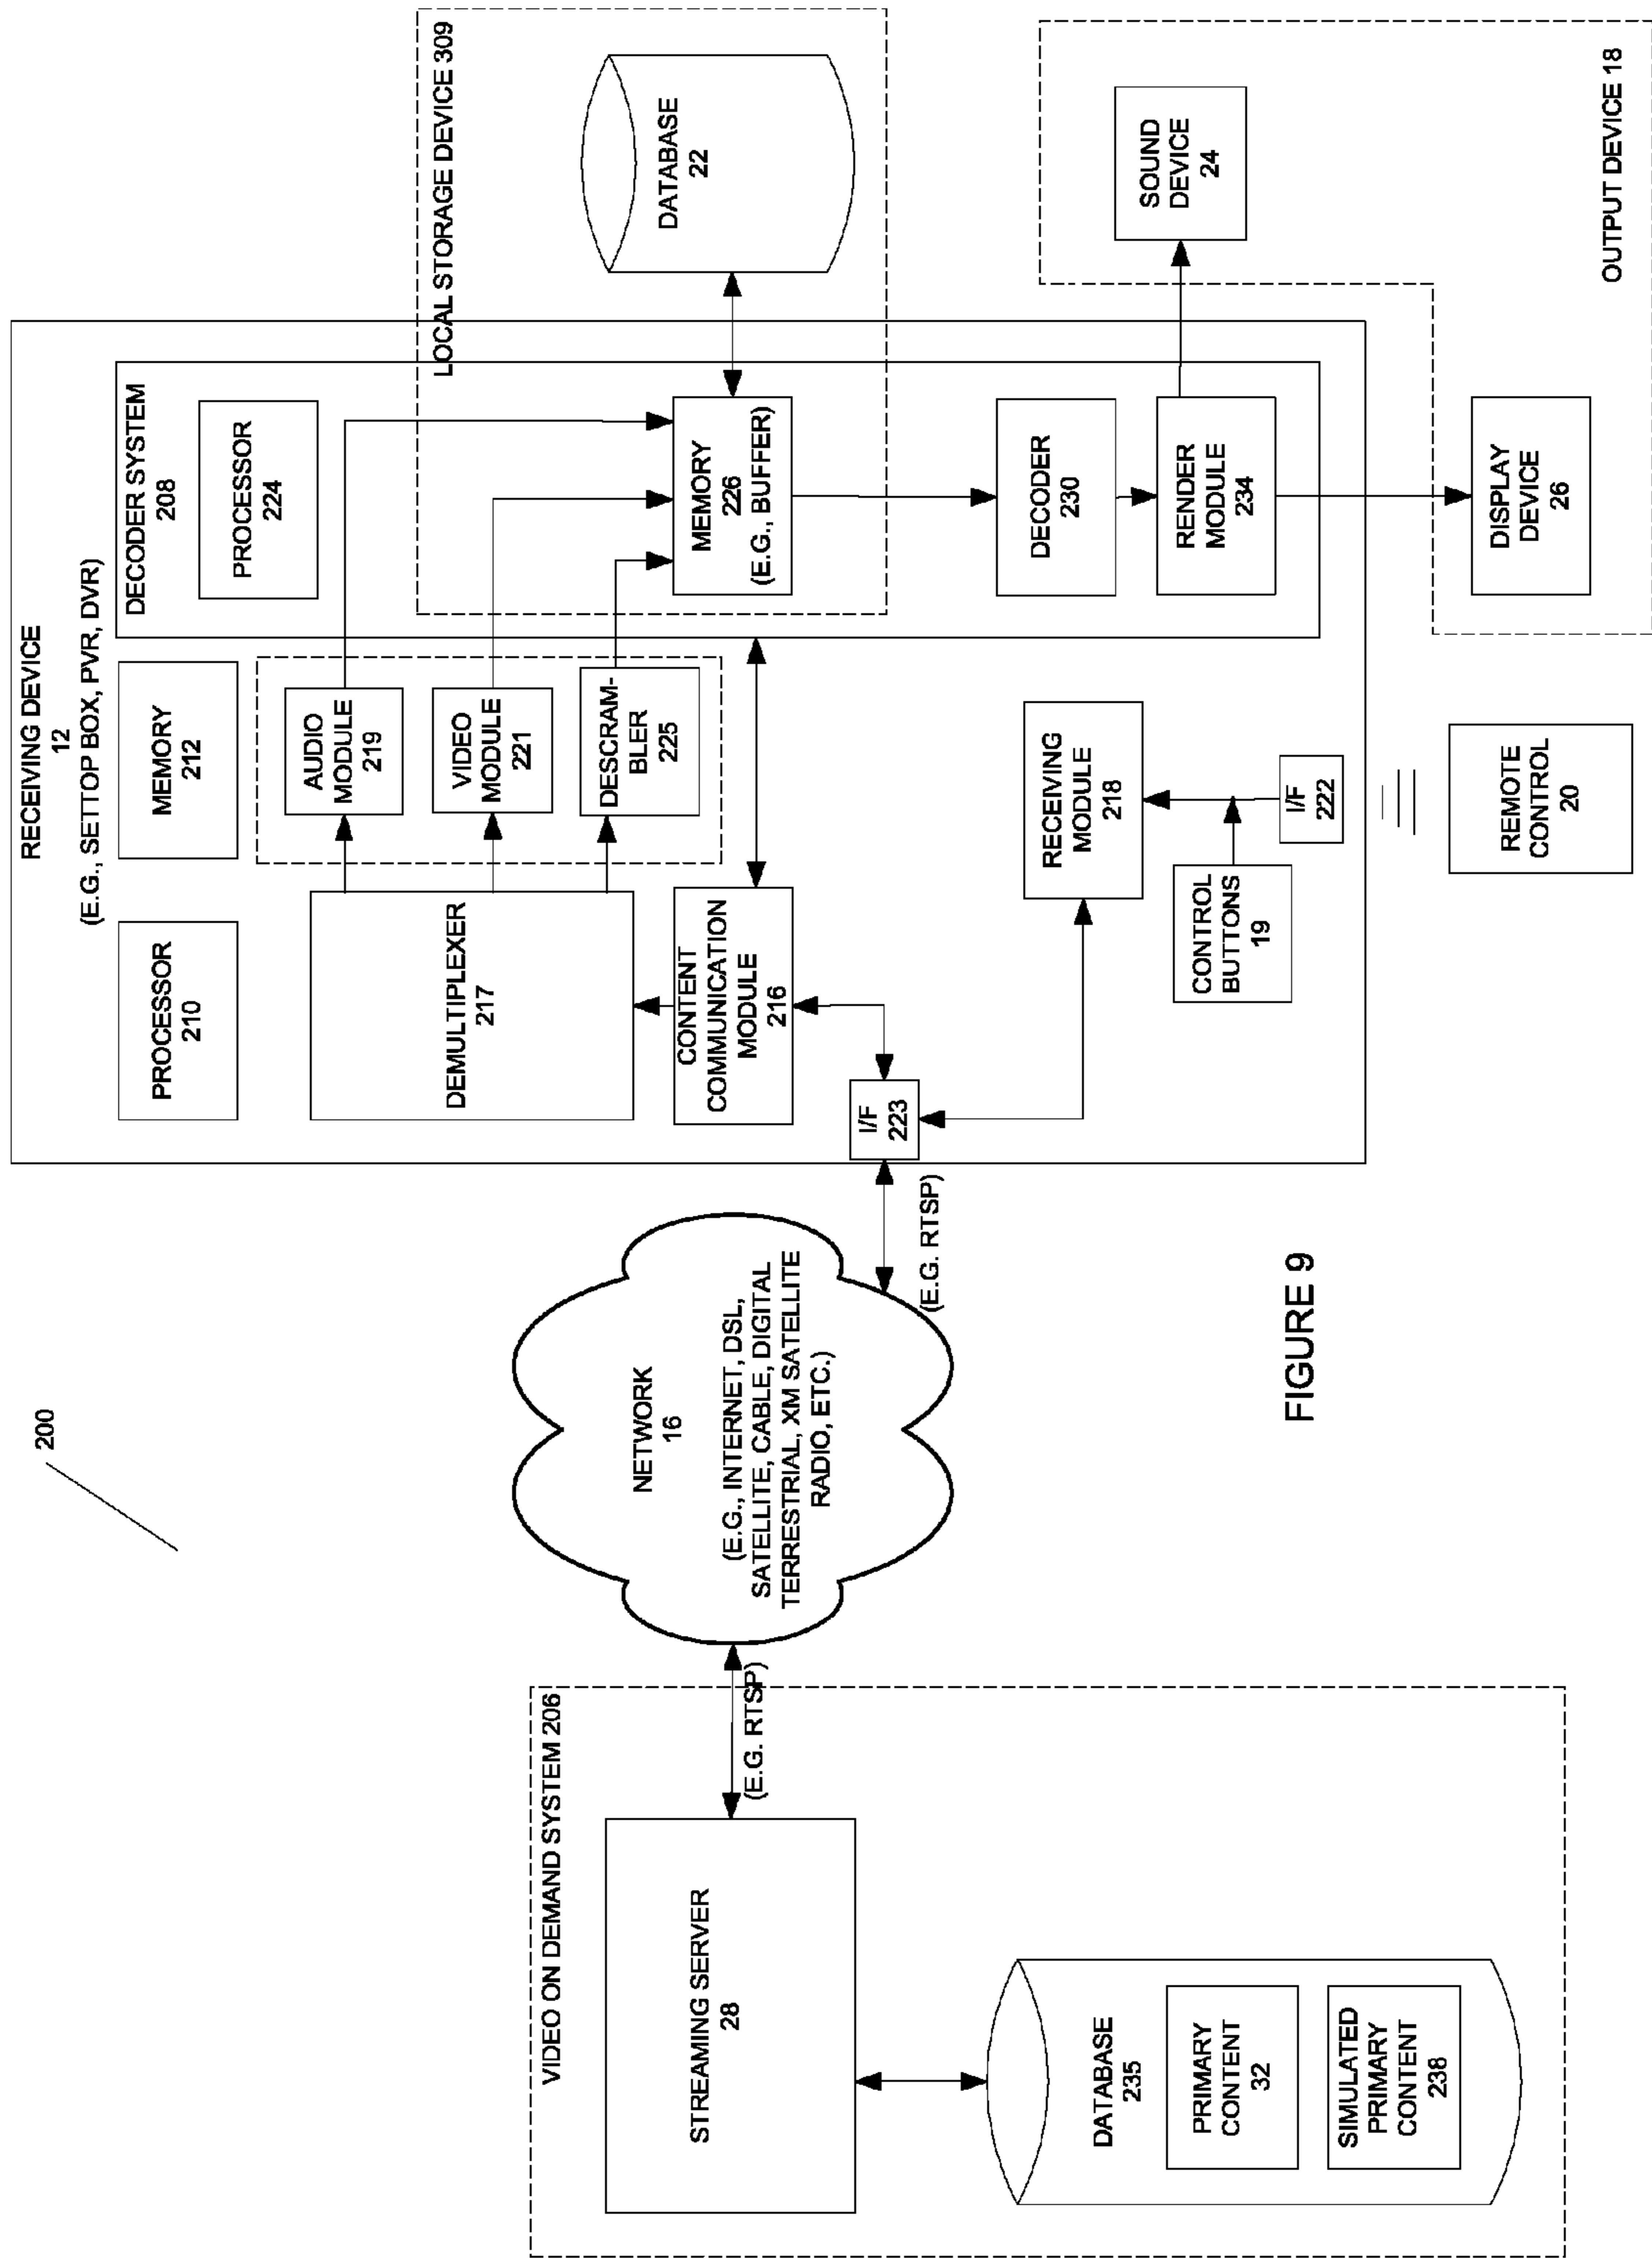 200
VIDEO ON DEMAND SYSTEM 206
STREAMING SERVER
28
DATABASE
235
PRIMARY
CONTENT
32
SIMULATED
PRIMARY
CONTENT
238
(E.G. RTSP)
NETWORK
16
(E.G., INTERNET, DSL,
SATELLITE, CABLE, DIGITAL
TERRESTRIAL, XM SATELLITE
RADIO, ETC.)
(E.G. RTSP)
RECEIVING DEVICE
12
(E.G., SETTOP BOX, PVR, DVR)
PROCESSOR
210
MEMORY
212
DEMULTIPLEXER
217
AUDIO
MODULE
219
VIDEO
MODULE
221
DESCRAM-
BLER
225
CONTENT
COMMUNICATION
MODULE
216
I/F
223
RECEIVING
MODULE
218
CONTROL
BUTTONS
19
I/F
222
REMOTE
CONTROL
20
DECODER SYSTEM
208
PROCESSOR
224
LOCAL STORAGE DEVICE 309
MEMORY
226
(E.G., BUFFER)
DATABASE
22
DECODER
230
RENDER
MODULE
234
SOUND
DEVICE
24
DISPLAY
DEVICE
26
OUTPUT DEVICE 18
FIGURE 9